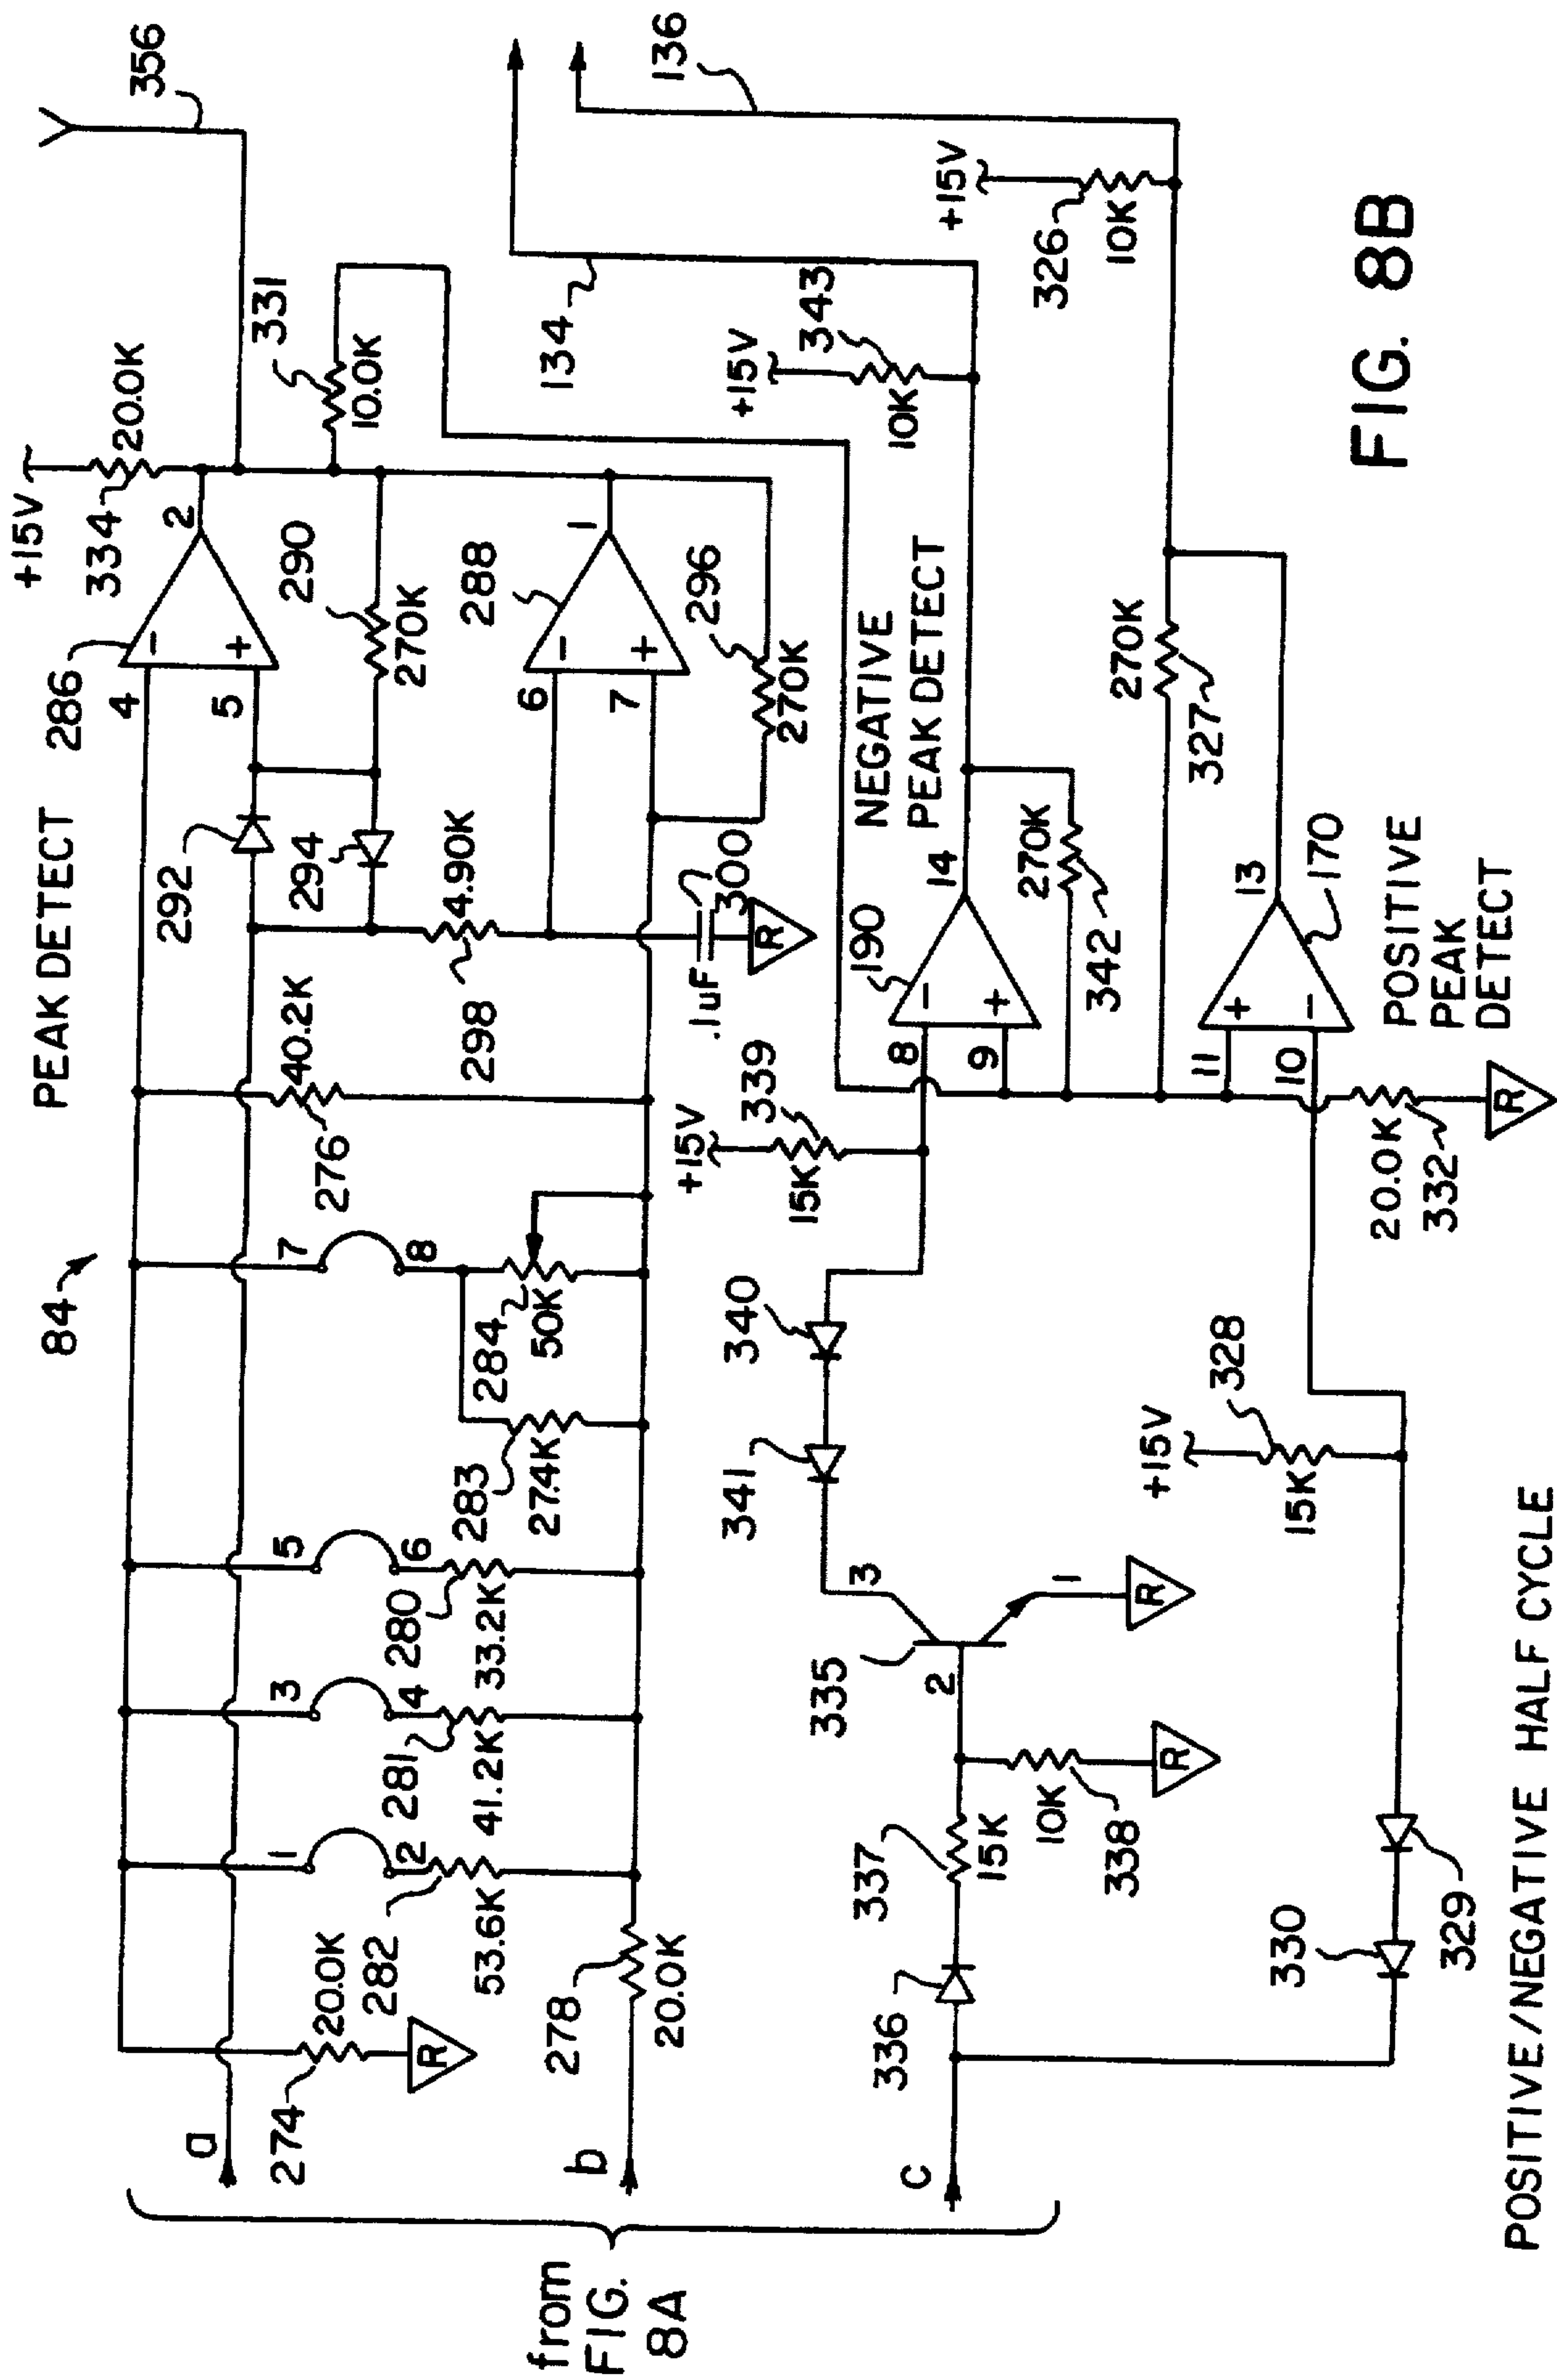 84
PEAK DETECT
+15V
334
20.0K
356
286
4
5
2
292
294
290
270K
331
10.0K
a
274
20.0K
1
2
282
53.6K
3
4
281
41.2K
5
6
280
33.2K
7
8
283
27.4K
284
50K
276
40.2K
298
4.90K
.1uF
300
R
R
288
6
7
1
296
270K
from
FIG.
8A
b
278
20.0K
134
136
c
336
337
15K
10K
338
R
335
2
3
1
R
341
340
+15V
15K
339
8
9
14
190
NEGATIVE
PEAK DETECT
270K
342
+15V
10K
343
+15V
326
10K
270K
327
11
10
13
170
POSITIVE
PEAK
DETECT
20.0K
332
R
+15V
328
15K
330
329
POSITIVE/NEGATIVE HALF CYCLE
FIG. 8B